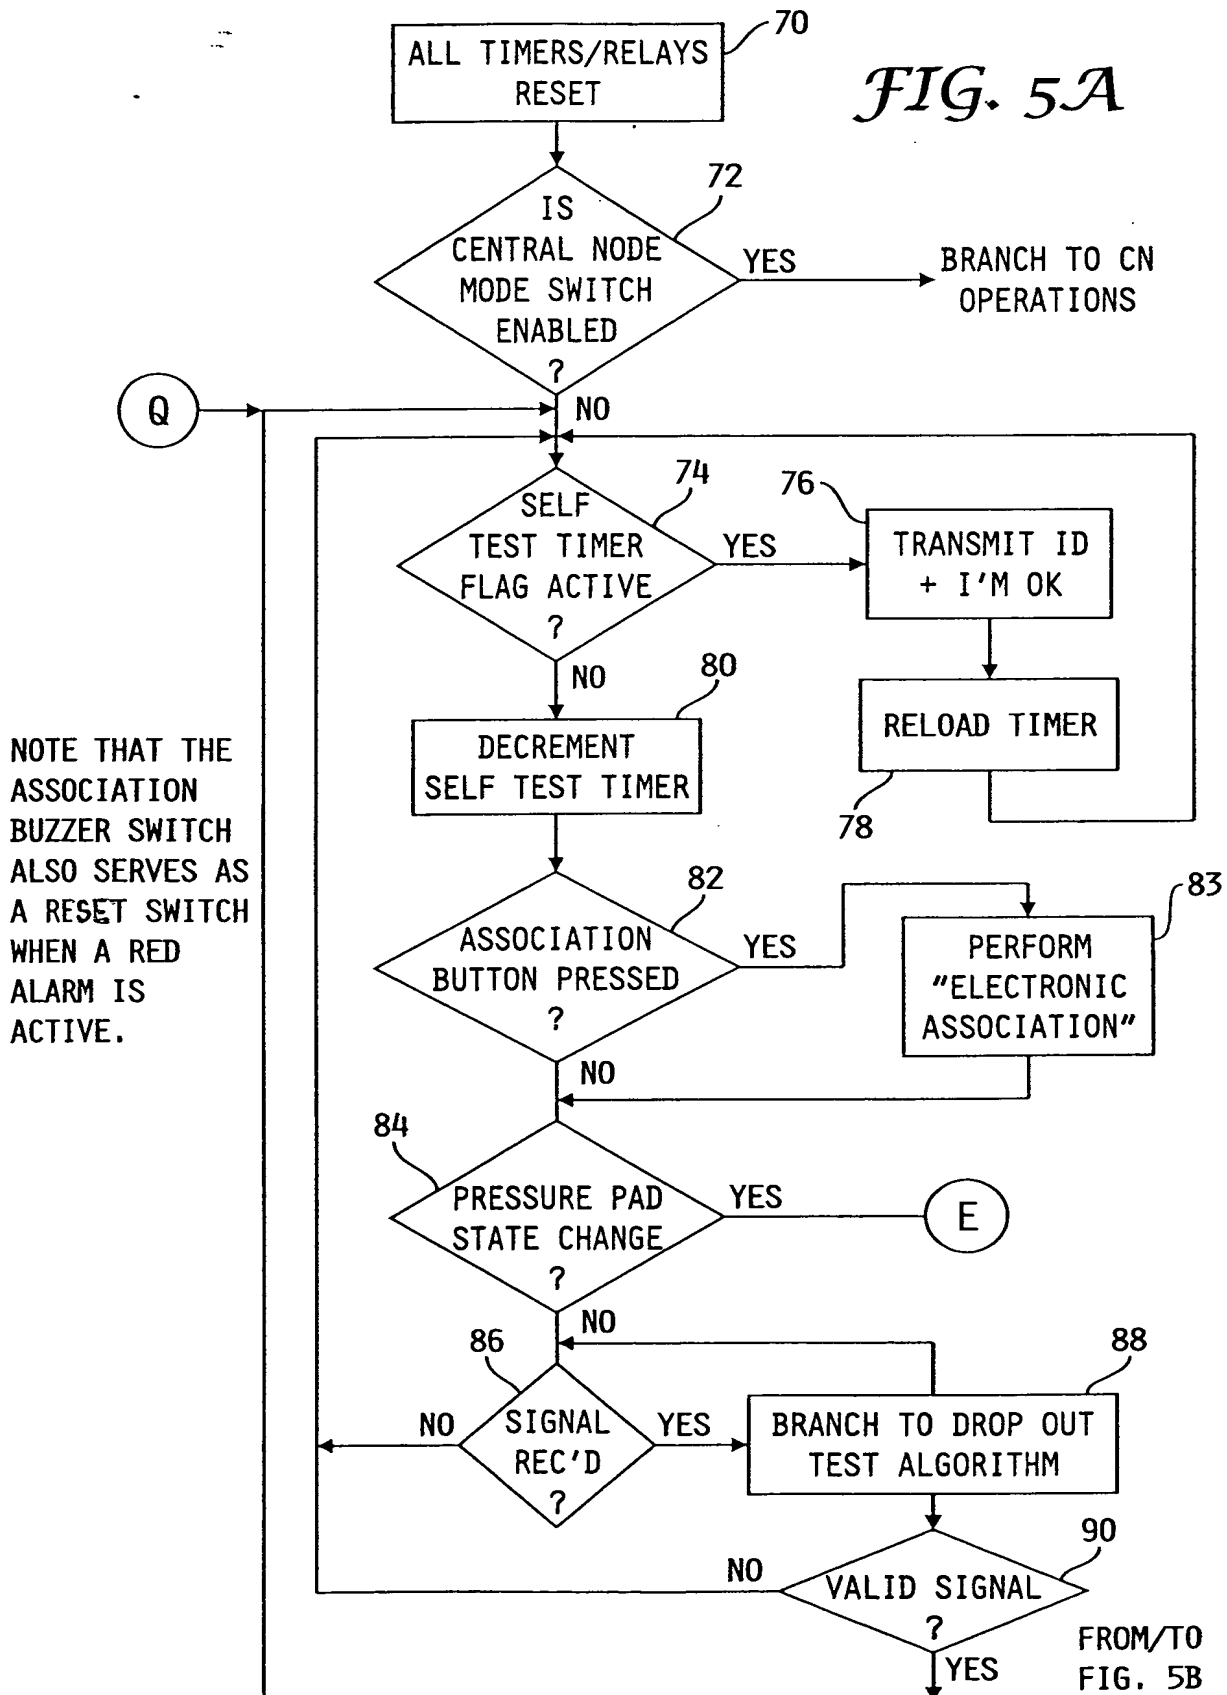 70
ALL TIMERS/RELAYS
RESET
FIG. 5A
72
IS
CENTRAL NODE
MODE SWITCH
ENABLED
?
YES
BRANCH TO CN
OPERATIONS
Q
NO
74
SELF
TEST TIMER
FLAG ACTIVE
?
YES
76
TRANSMIT ID
+ I'M OK
NO
80
DECREMENT
SELF TEST TIMER
RELOAD TIMER
78
NOTE THAT THE
ASSOCIATION
BUZZER SWITCH
ALSO SERVES AS
A RESET SWITCH
WHEN A RED
ALARM IS
ACTIVE.
82
ASSOCIATION
BUTTON PRESSED
?
YES
83
PERFORM
"ELECTRONIC
ASSOCIATION"
NO
84
PRESSURE PAD
STATE CHANGE
?
YES
E
NO
86
SIGNAL
REC'D
?
NO
YES
88
BRANCH TO DROP OUT
TEST ALGORITHM
90
NO
VALID SIGNAL
?
YES
FROM/TO
FIG. 5B